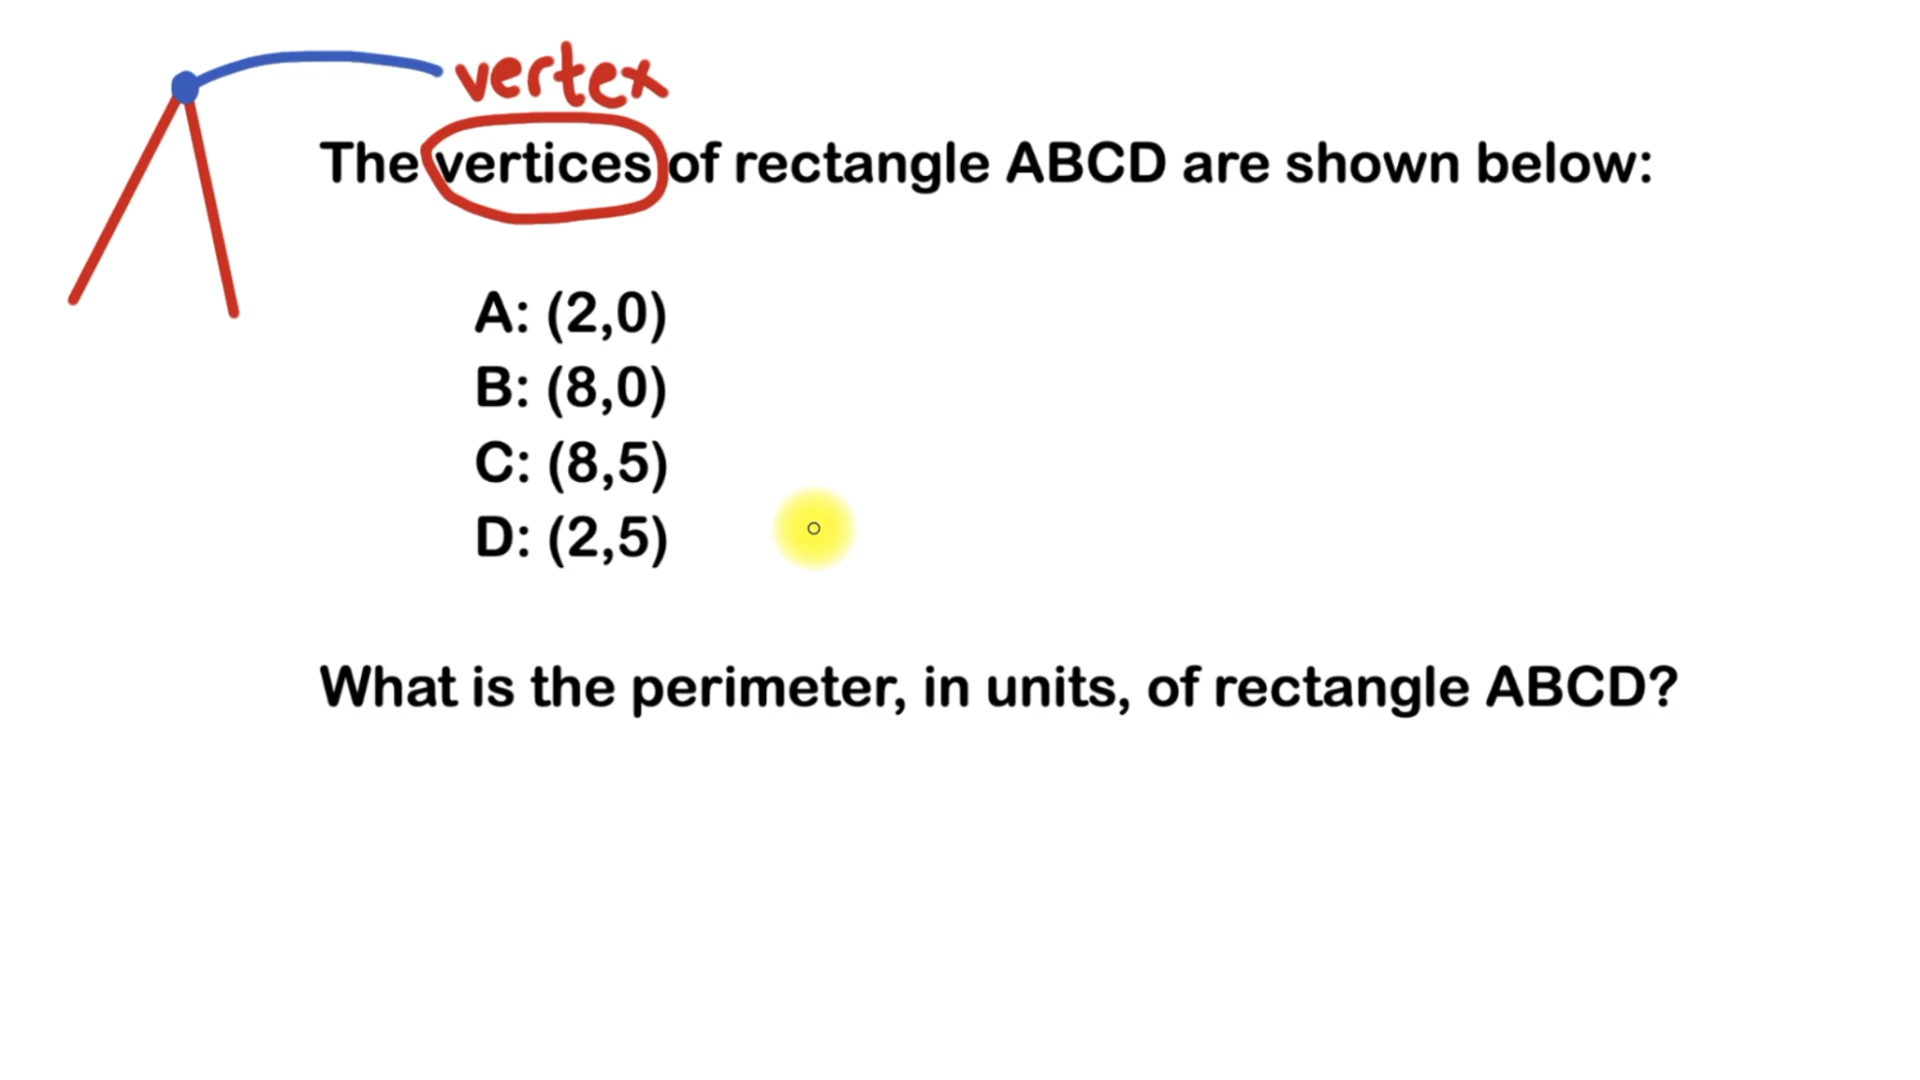 vertex
The vertices of rectangle ABCD are shown below:
A: (2,0)
B: (8,0)
C: (8,5)
D: (2,5)
What is the perimeter, in units, of rectangle ABCD?